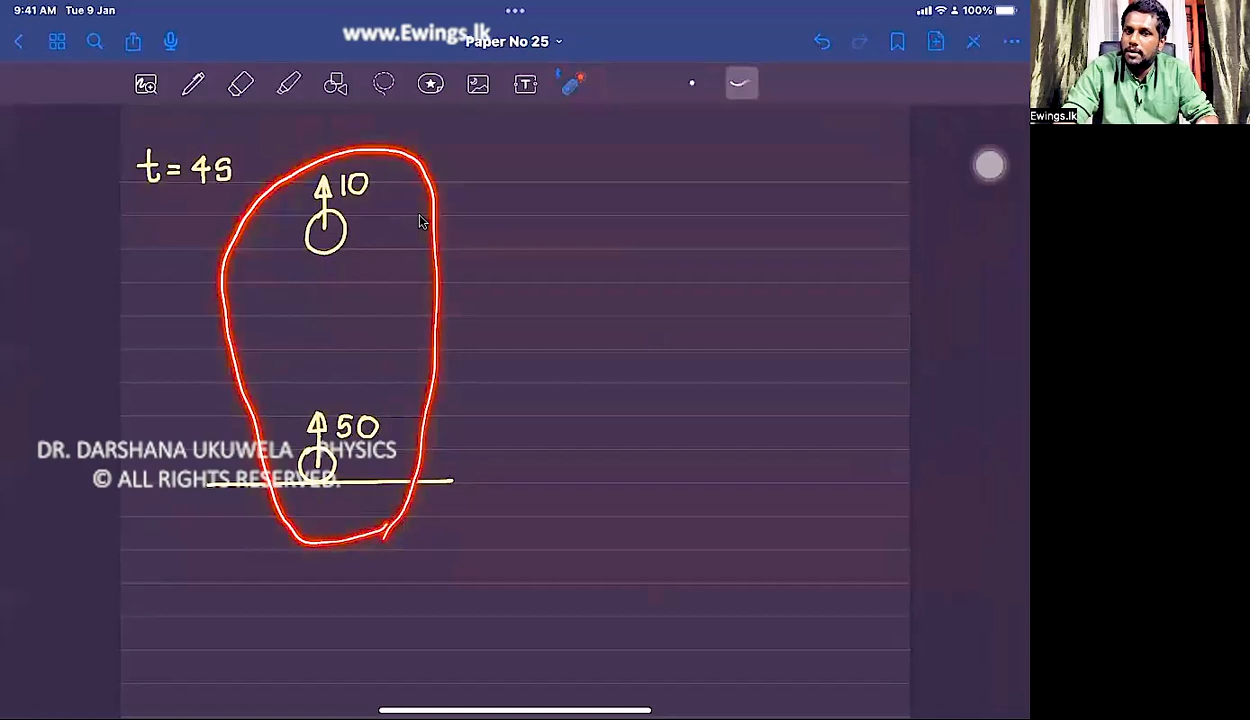 9:41 AM Tue 9 Jan
100%
www.Ewings.lk
Paper No 25
T
Ewings.lk
t = 4s
10
50
DR. DARSHANA UKUWELA - PHYSICS
© ALL RIGHTS RESERVED.